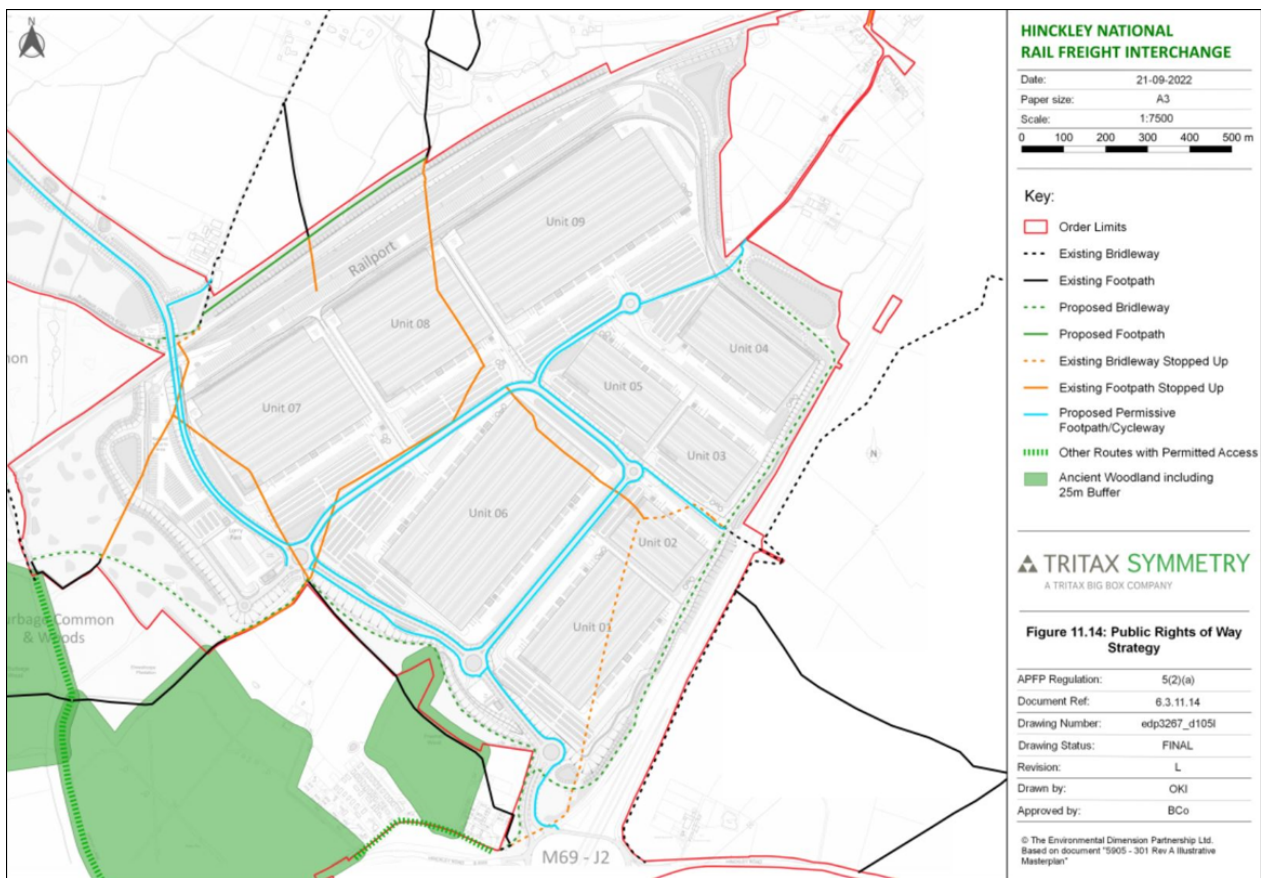 N
Unit 09
Railport
Unit 08
Unit 04
Unit 05
Unit 07
Unit 03
N
Unit 06
Unit 02
Common
& Woods
Unit 01
HINCKLEY ROAD
M69 - J2
HINCKLEY ROAD
HINCKLEY NATIONAL
RAIL FREIGHT INTERCHANGE
Date: 21-09-2022
Paper size: A3
Scale: 1:7500
0 100 200 300 400 500 m
Key:
Order Limits
Existing Bridleway
Existing Footpath
Proposed Bridleway
Proposed Footpath
Existing Bridleway Stopped Up
Existing Footpath Stopped Up
Proposed Permissive
Footpath/Cycleway
Other Routes with Permitted Access
Ancient Woodland including
25m Buffer
TRITAX SYMMETRY
A TRITAX BIG BOX COMPANY
Figure 11.14: Public Rights of Way
Strategy
APFP Regulation: 5(2)(a)
Document Ref: 6.3.11.14
Drawing Number: edp3267_d105l
Drawing Status: FINAL
Revision: L
Drawn by: OKI
Approved by: BCo
© The Environmental Dimension Partnership Ltd.
Based on document "5905 - 301 Rev A Illustrative
Masterplan"